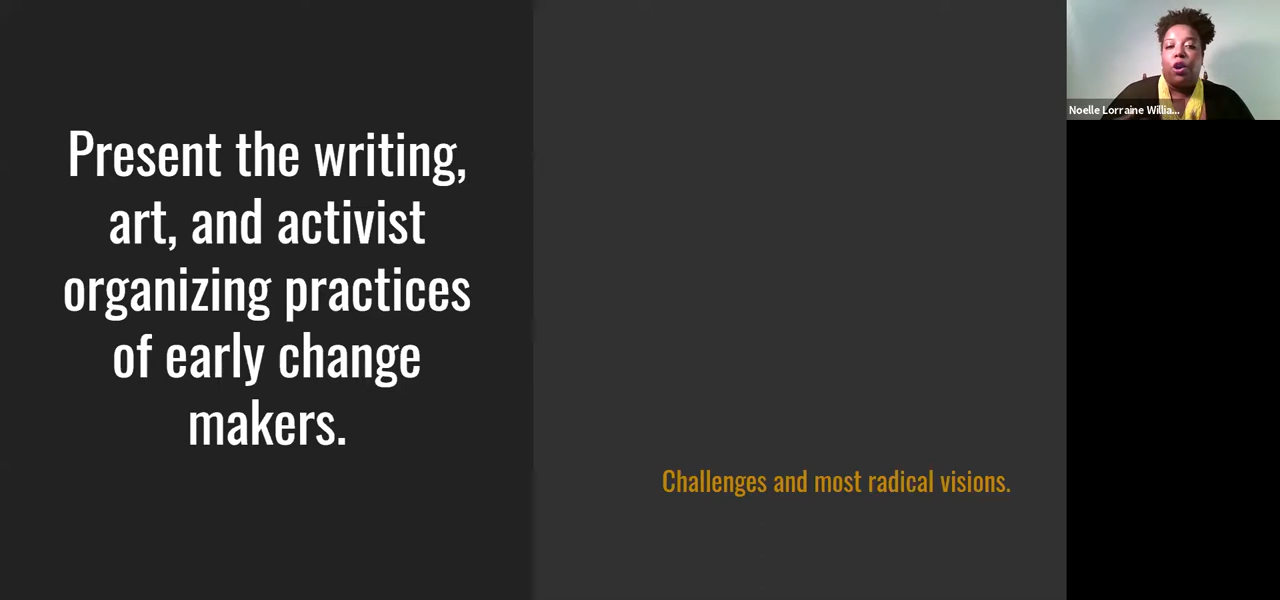 Present the writing,
art, and activist
organizing practices
of early change
makers.
Challenges and most radical visions.
Noelle Lorraine Willia...